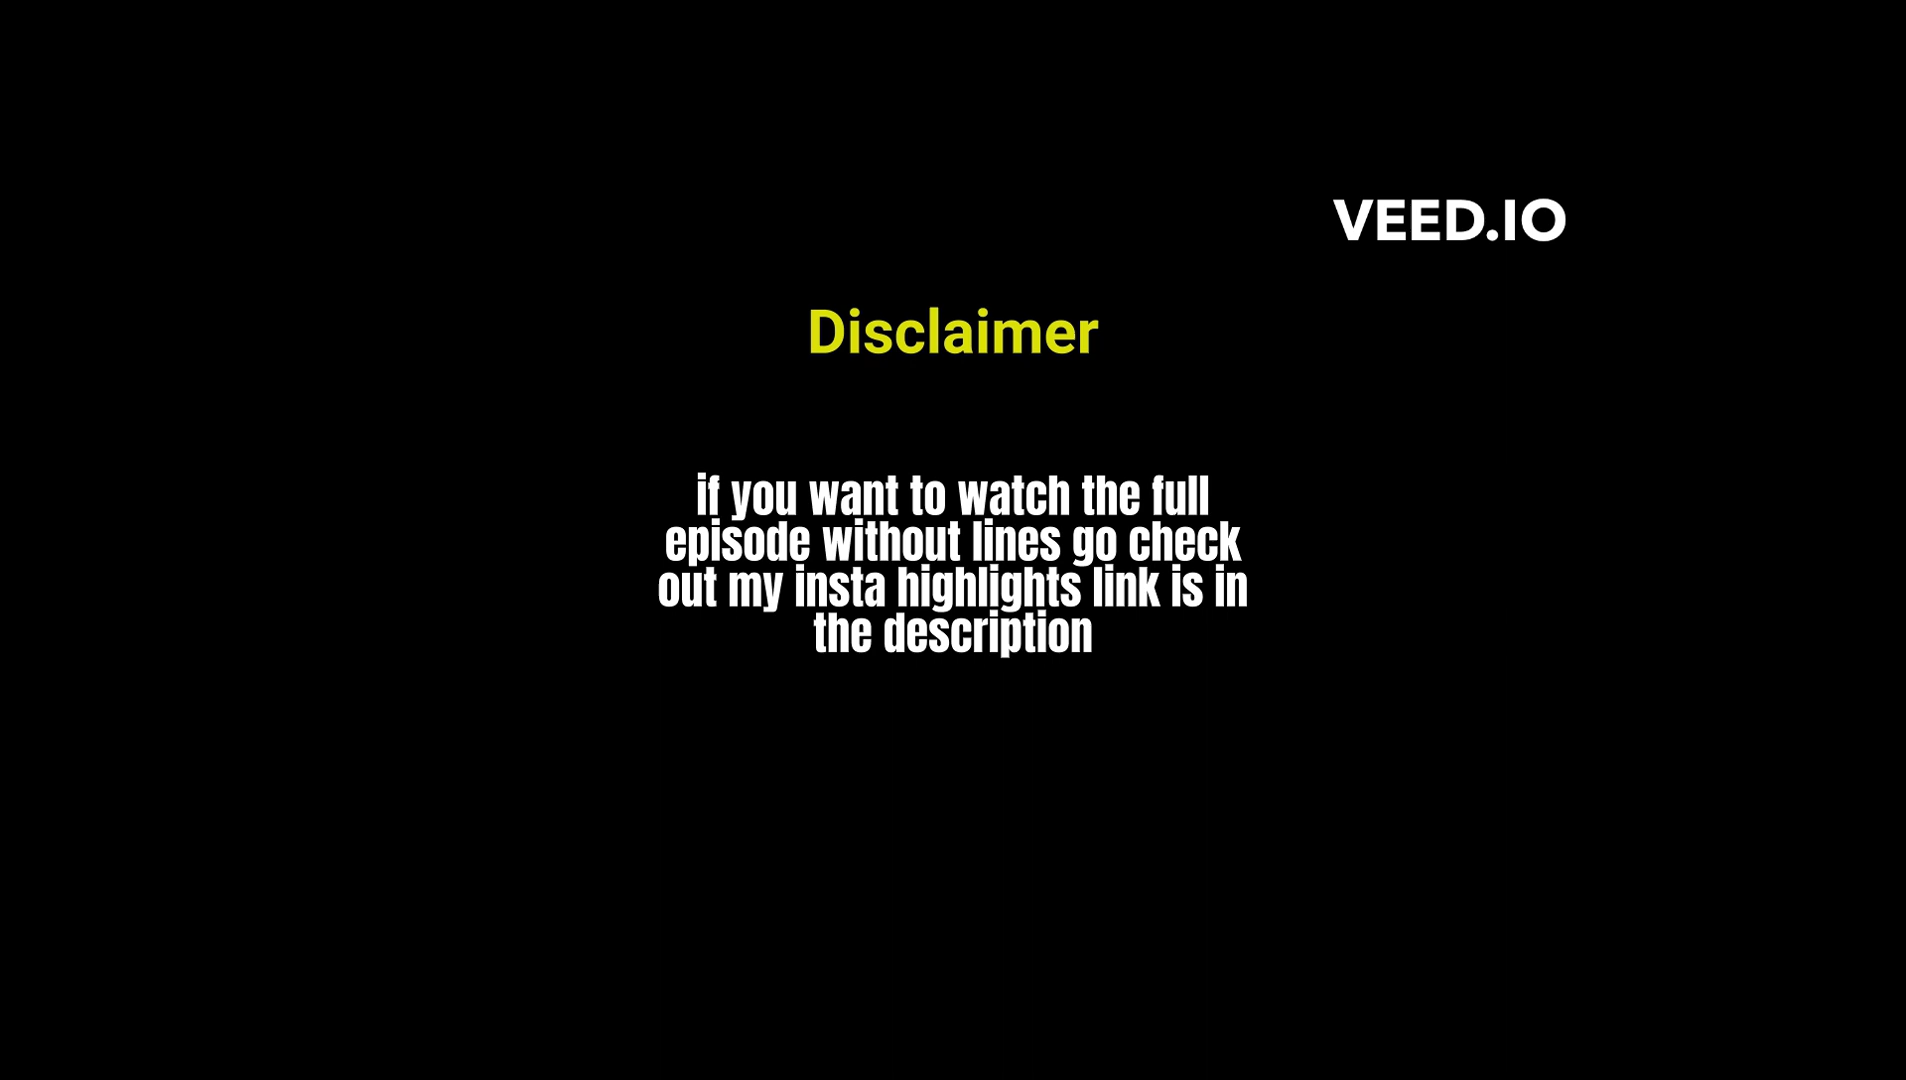 VEED.IO
Disclaimer
if you want to watch the full
episode without lines go check
out my insta highlights link is in
the description